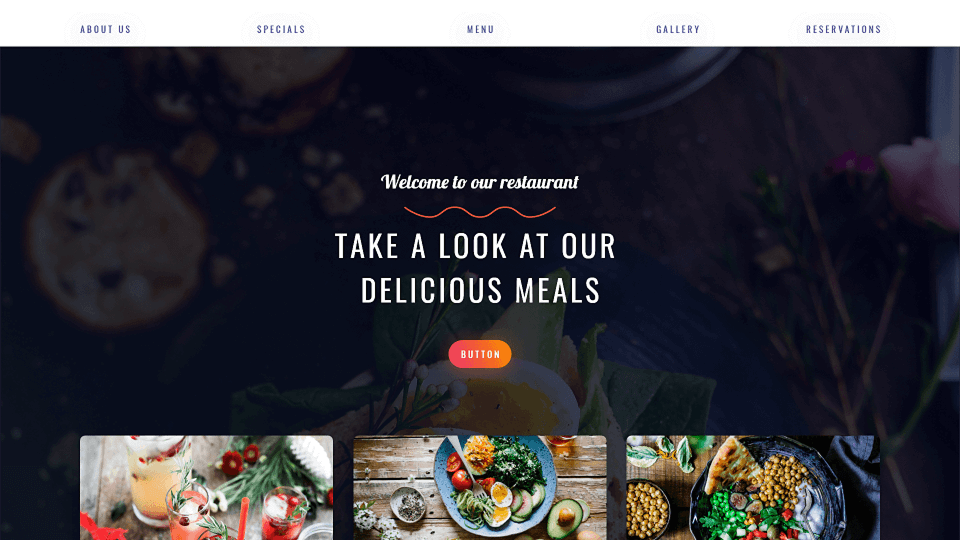 ABOUT US
SPECIALS
MENU
GALLERY
RESERVATIONS
Welcome to our restaurant
TAKE A LOOK AT OUR
DELICIOUS MEALS
BUTTON